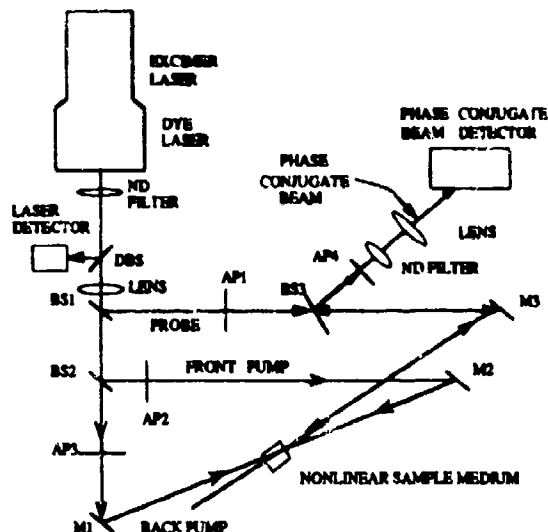 EXCIMER
LASER
DYE
LASER
PHASE CONJUGATE
BEAM DETECTOR
PHASE
CONJUGATE
BEAM
ND
FILTER
LASER
DETECTOR
DBS
LENS
AP4
ND FILTER
LENS
BS1
AP1
BS3
M3
PROBE
BS2
FRONT PUMP
M2
AP2
AP3
NONLINEAR SAMPLE MEDIUM
M1
BACK PUMP